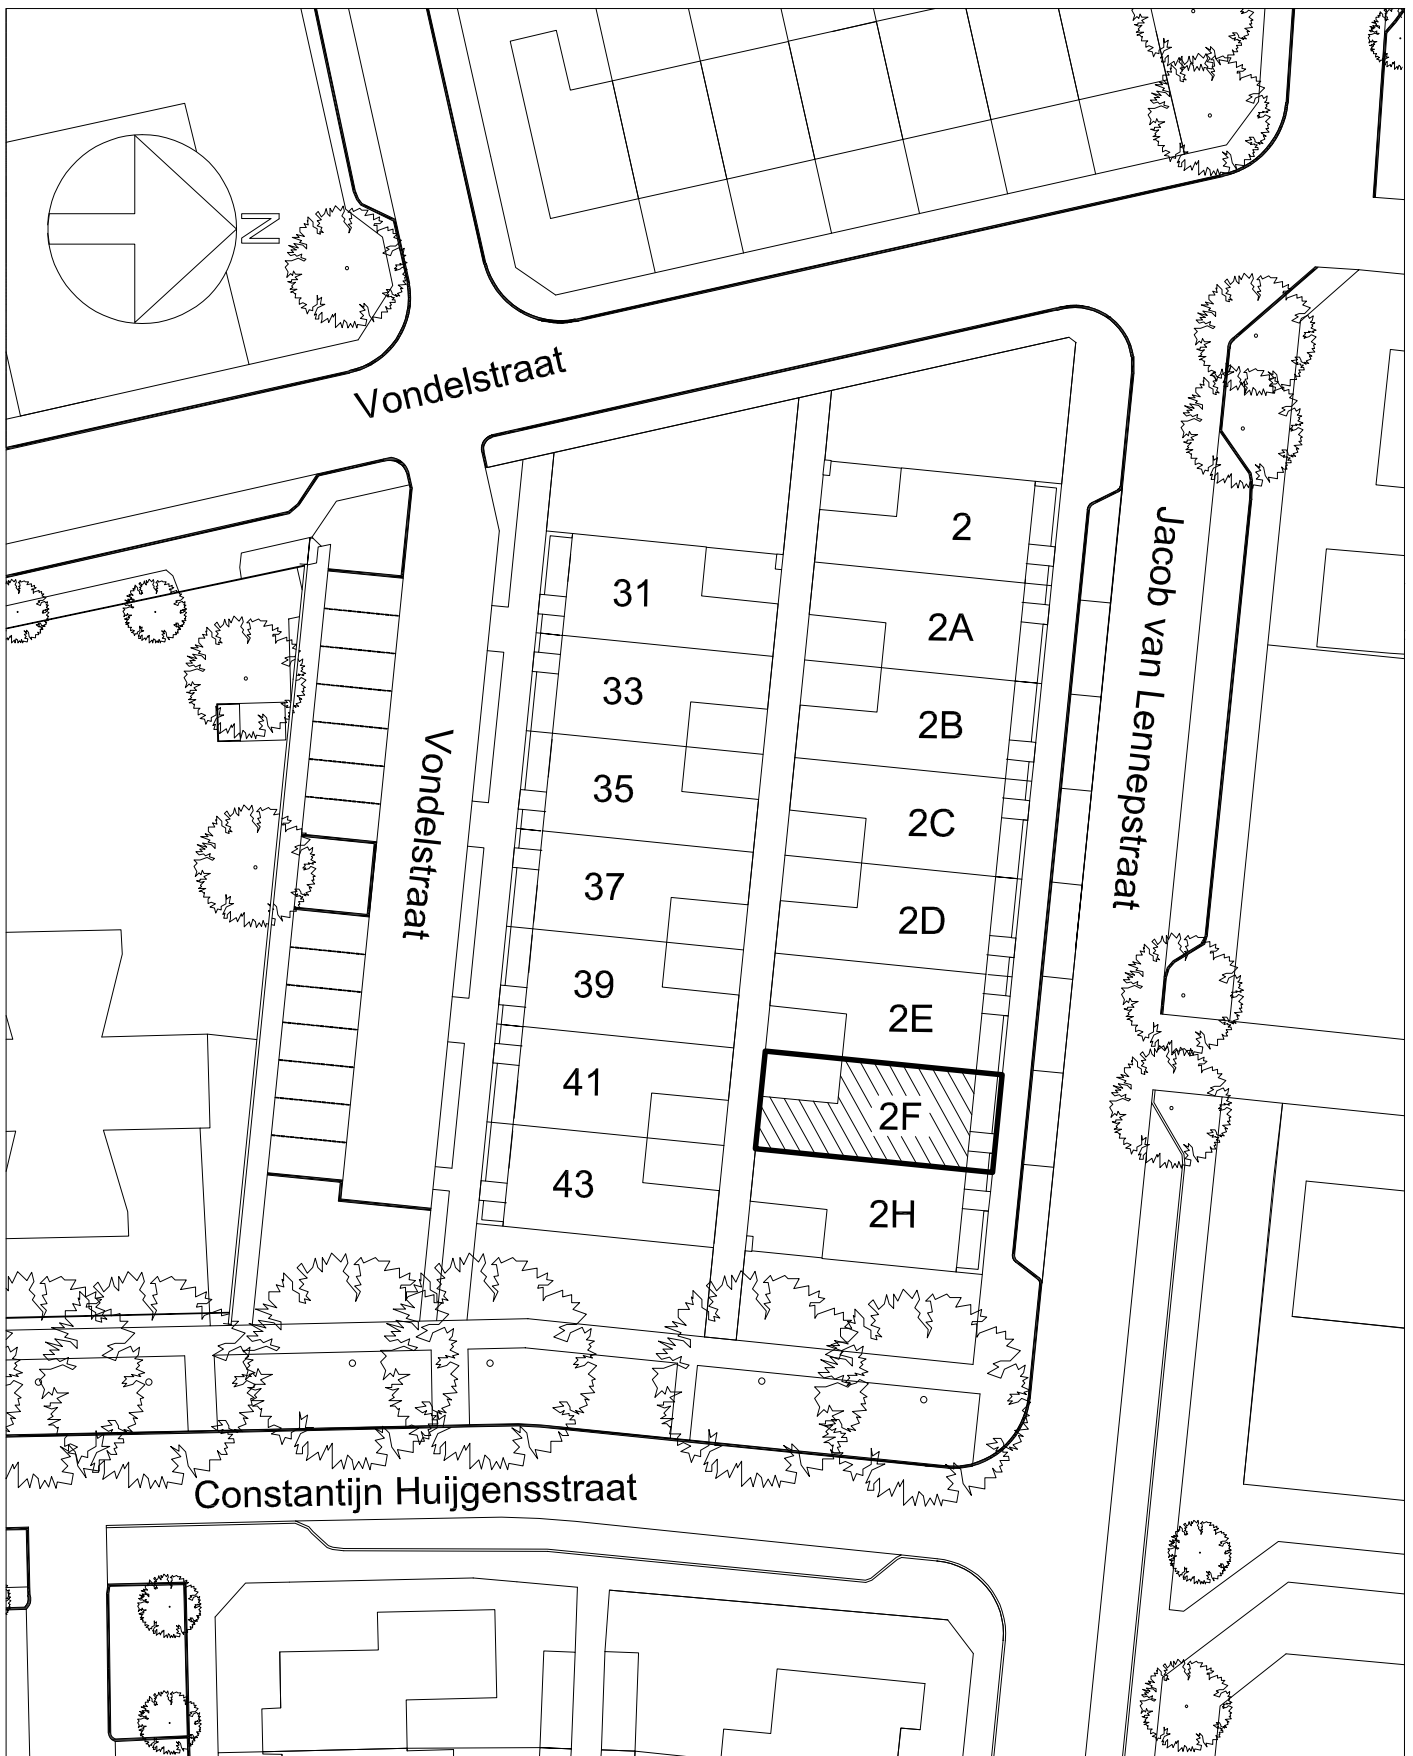 N
Vondelstraat
2
Jacob van Lennepstraat
31
2A
33
2B
Vondelstraat
35
2C
37
2D
39
2E
41
2F
43
2H
Constantijn Huijgensstraat